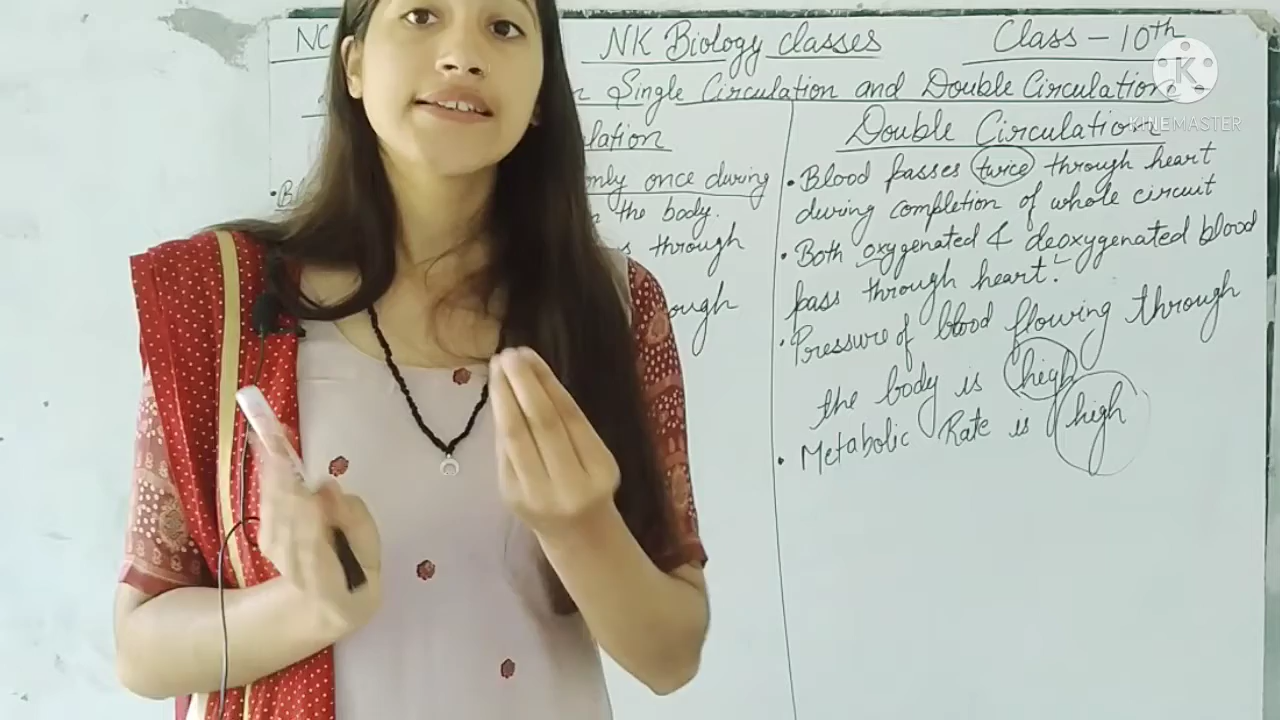 NC NK Biology classes Class - 10th
Single Circulation and Double Circulation
Double Circulation
only once during
the body.
through
• Blood passes twice through heart
during completion of whole circuit
• Both oxygenated & deoxygenated blood
pass through heart.
• Pressure of blood flowing through
the body is high
• Metabolic Rate is high
K
KINEMASTER